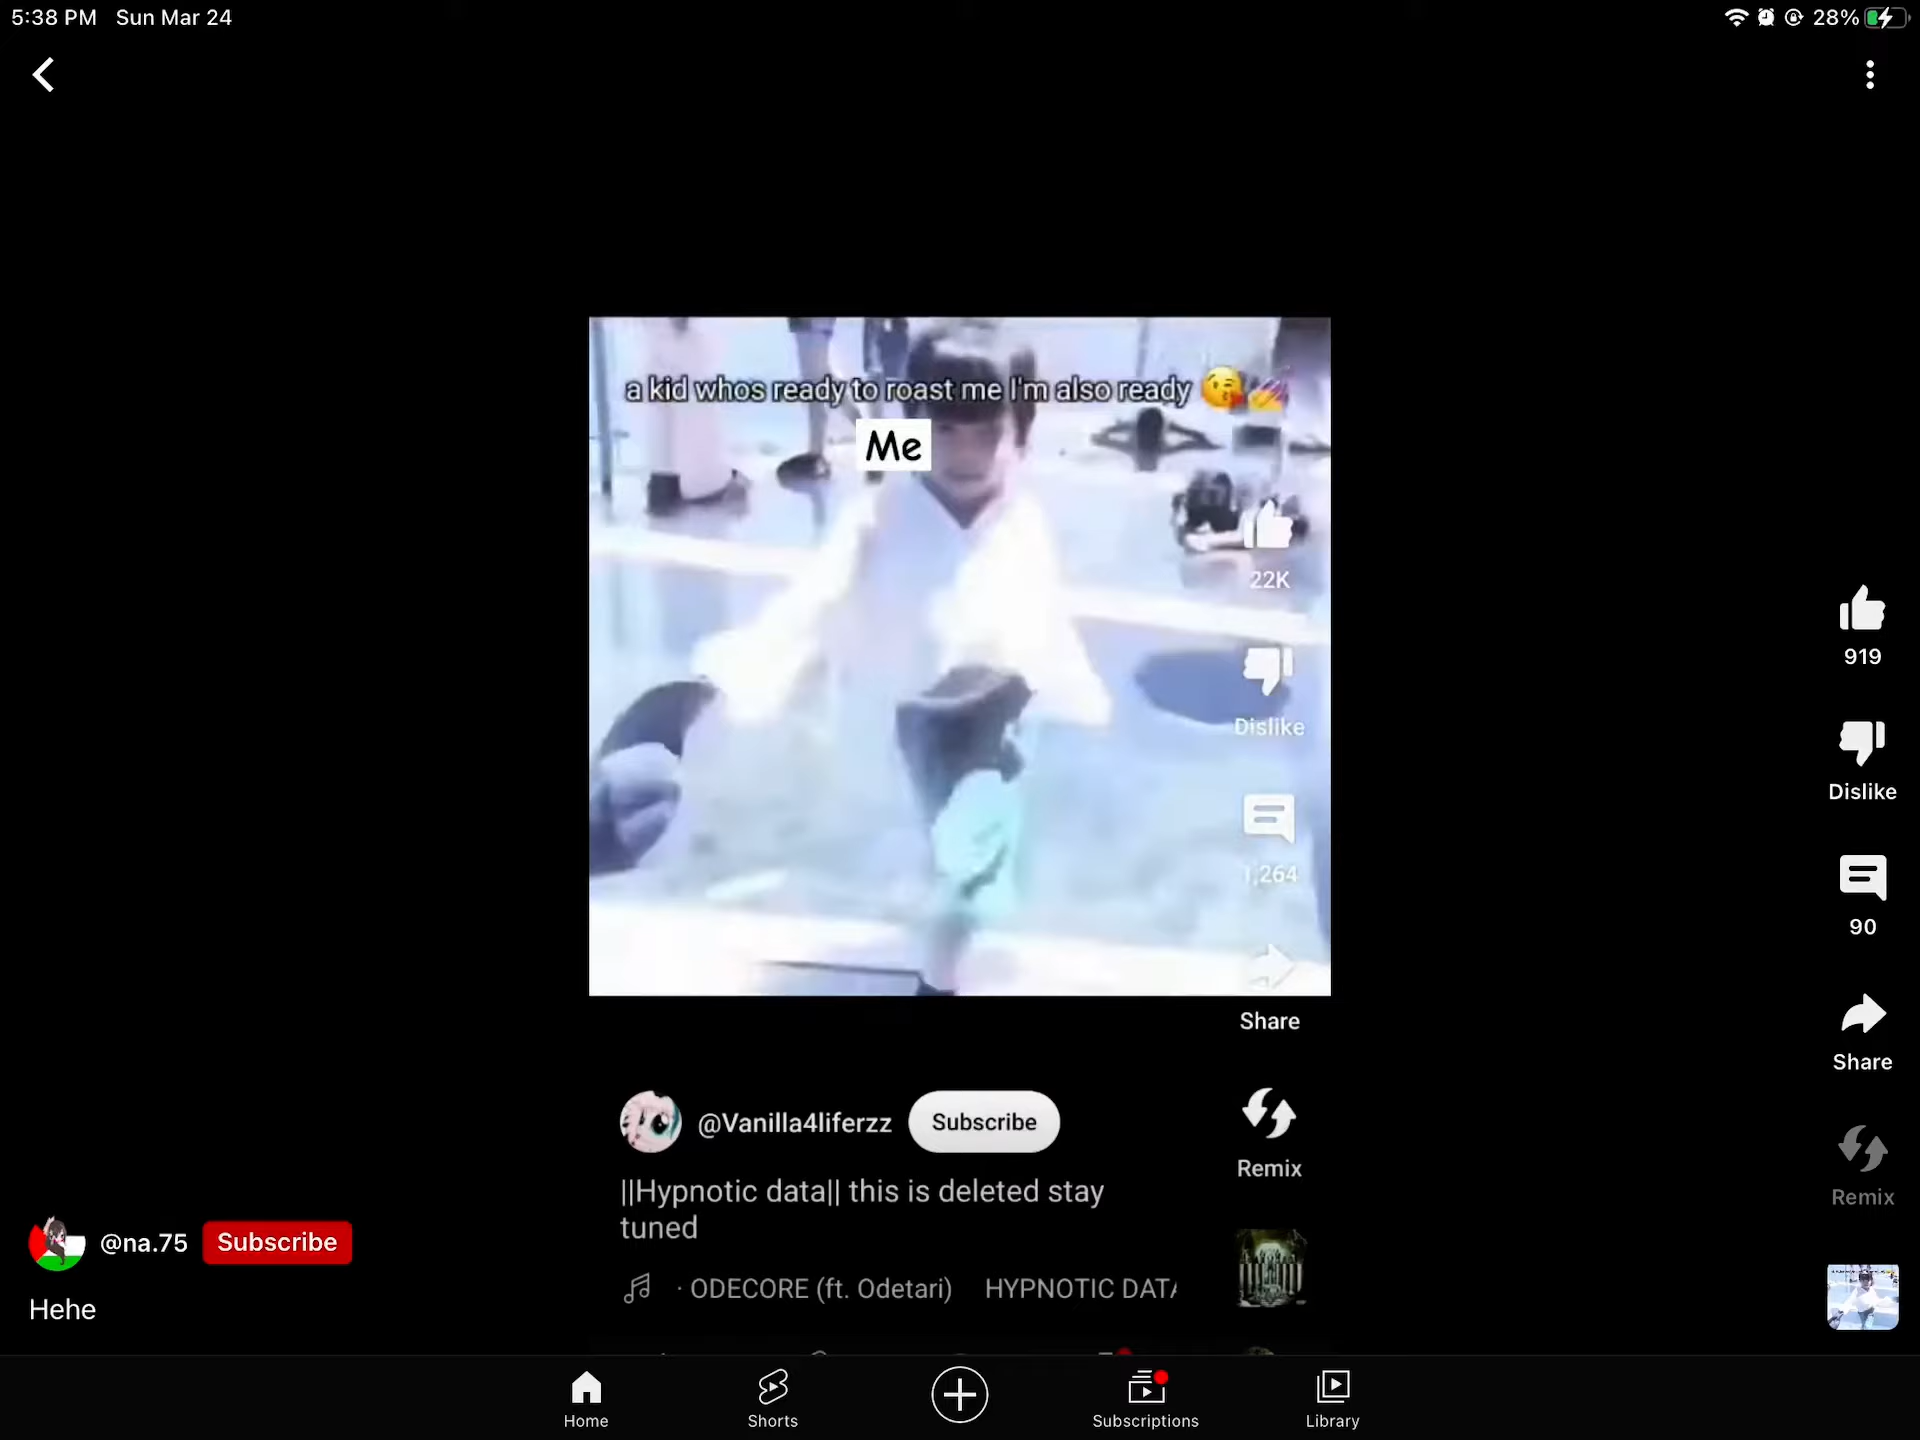 5:38 PM Sun Mar 24
28%
a kid whos ready to roast me I'm also ready 😘💅
Me
22K
Dislike
1,264
Share
@Vanilla4liferzz Subscribe
Remix
||Hypnotic data|| this is deleted stay
tuned
· ODECORE (ft. Odetari) HYPNOTIC DATA
919
Dislike
90
Share
Remix
@na.75 Subscribe
Hehe
Home
Shorts
Subscriptions
Library